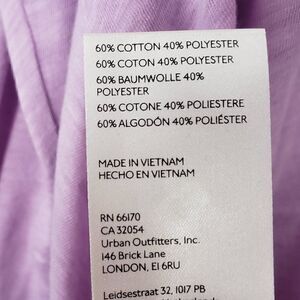 60% COTTON 40% POLYESTER
60% COTON 40% POLYESTER
60% BAUMWOLLE 40%
POLYESTER
60% COTONE 40% POLIESTERE
60% ALGODÓN 40% POLIÉSTER
MADE IN VIETNAM
HECHO EN VIETNAM
RN 66170
CA 32054
Urban Outfitters, Inc.
146 Brick Lane
LONDON, E1 6RU
Leidsestraat 32, 1017 PB